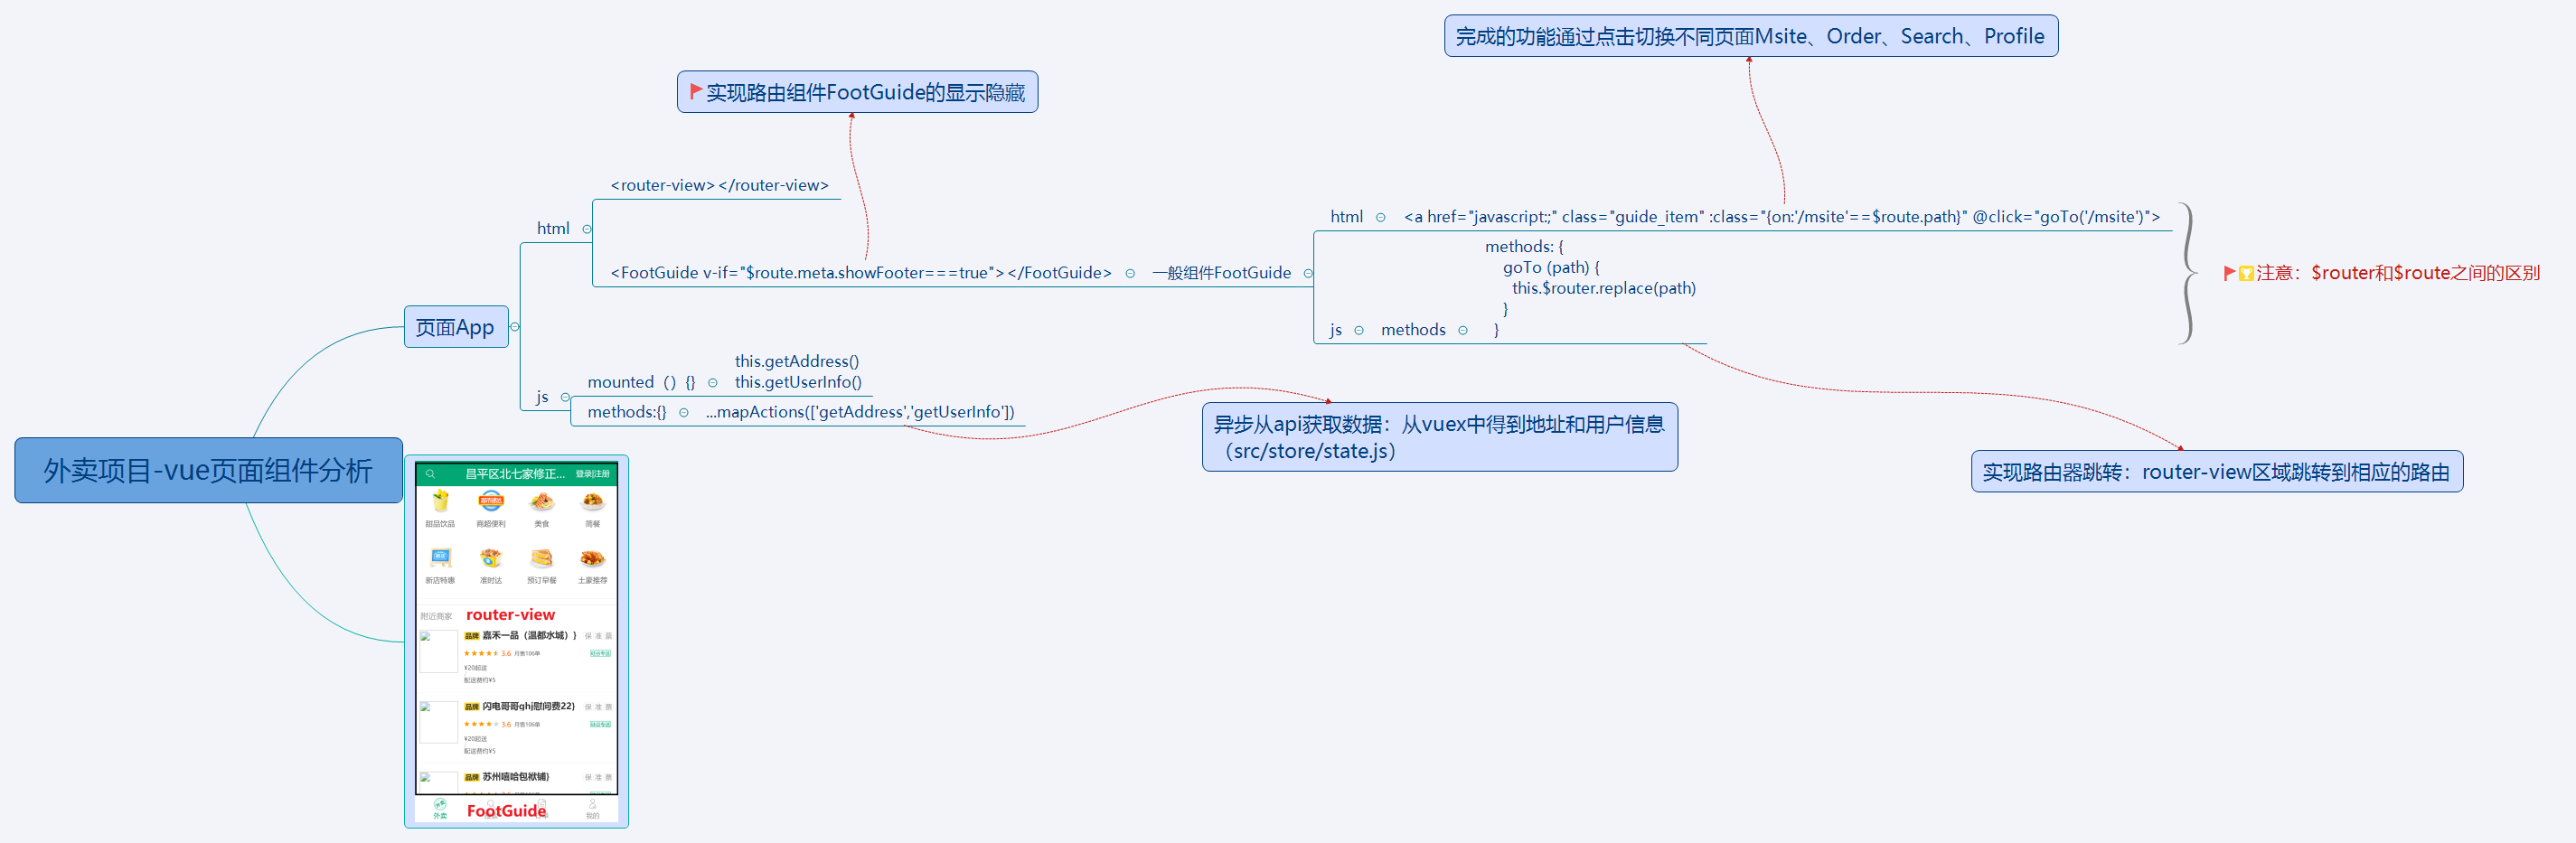 完成的功能通过点击切换不同页面Msite、Order、Search、Profile
实现路由组件FootGuide的显示隐藏
<router-view></router-view>
html
<FootGuide v-if="$route.meta.showFooter===true"></FootGuide>
一般组件FootGuide
html
<a href="javascript:;" class="guide_item" :class="{on:'/msite'==$route.path}" @click="goTo('/msite')">
methods: {
goTo (path) {
this.$router.replace(path)
}
}
js
methods
注意：$router和$route之间的区别
页面App
js
mounted（）{}
this.getAddress()
this.getUserInfo()
methods:{}
...mapActions(['getAddress','getUserInfo'])
异步从api获取数据：从vuex中得到地址和用户信息
（src/store/state.js）
实现路由器跳转：router-view区域跳转到相应的路由
外卖项目-vue页面组件分析
昌平区北七家修正...
登录|注册
甜品饮品
商超便利
美食
简餐
新店特惠
准时达
预订早餐
土豪推荐
附近商家
router-view
品牌 嘉禾一品（温都水城）} 保 准 票
3.6 月售106单
¥20起送
配送费约¥5
品牌 闪电哥哥ghj慰问费22} 保 准 票
3.6 月售106单
¥20起送
配送费约¥5
品牌 苏州嘻哈包袱铺} 保 准 票
外卖
FootGuide
我的